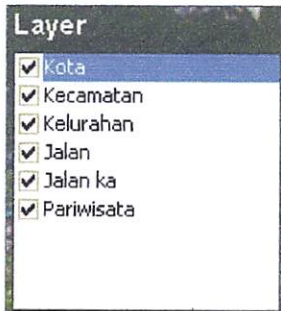 Layer
Kota
Kecamatan
Kelurahan
Jalan
Jalan ka
Pariwisata